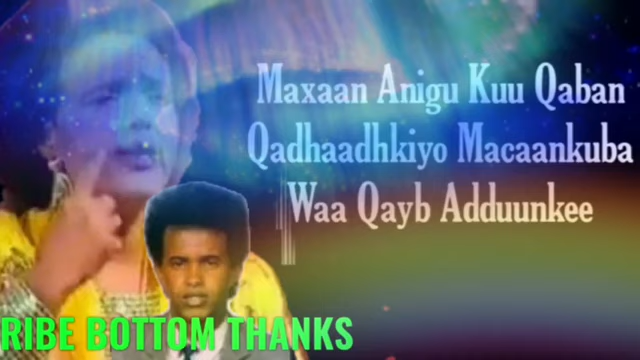 Maxaan Anigu Kuu Qaban
Qadhaadhkiyo Macaankuba
Waa Qayb Adduunkee
RIBE BOTTOM THANKS